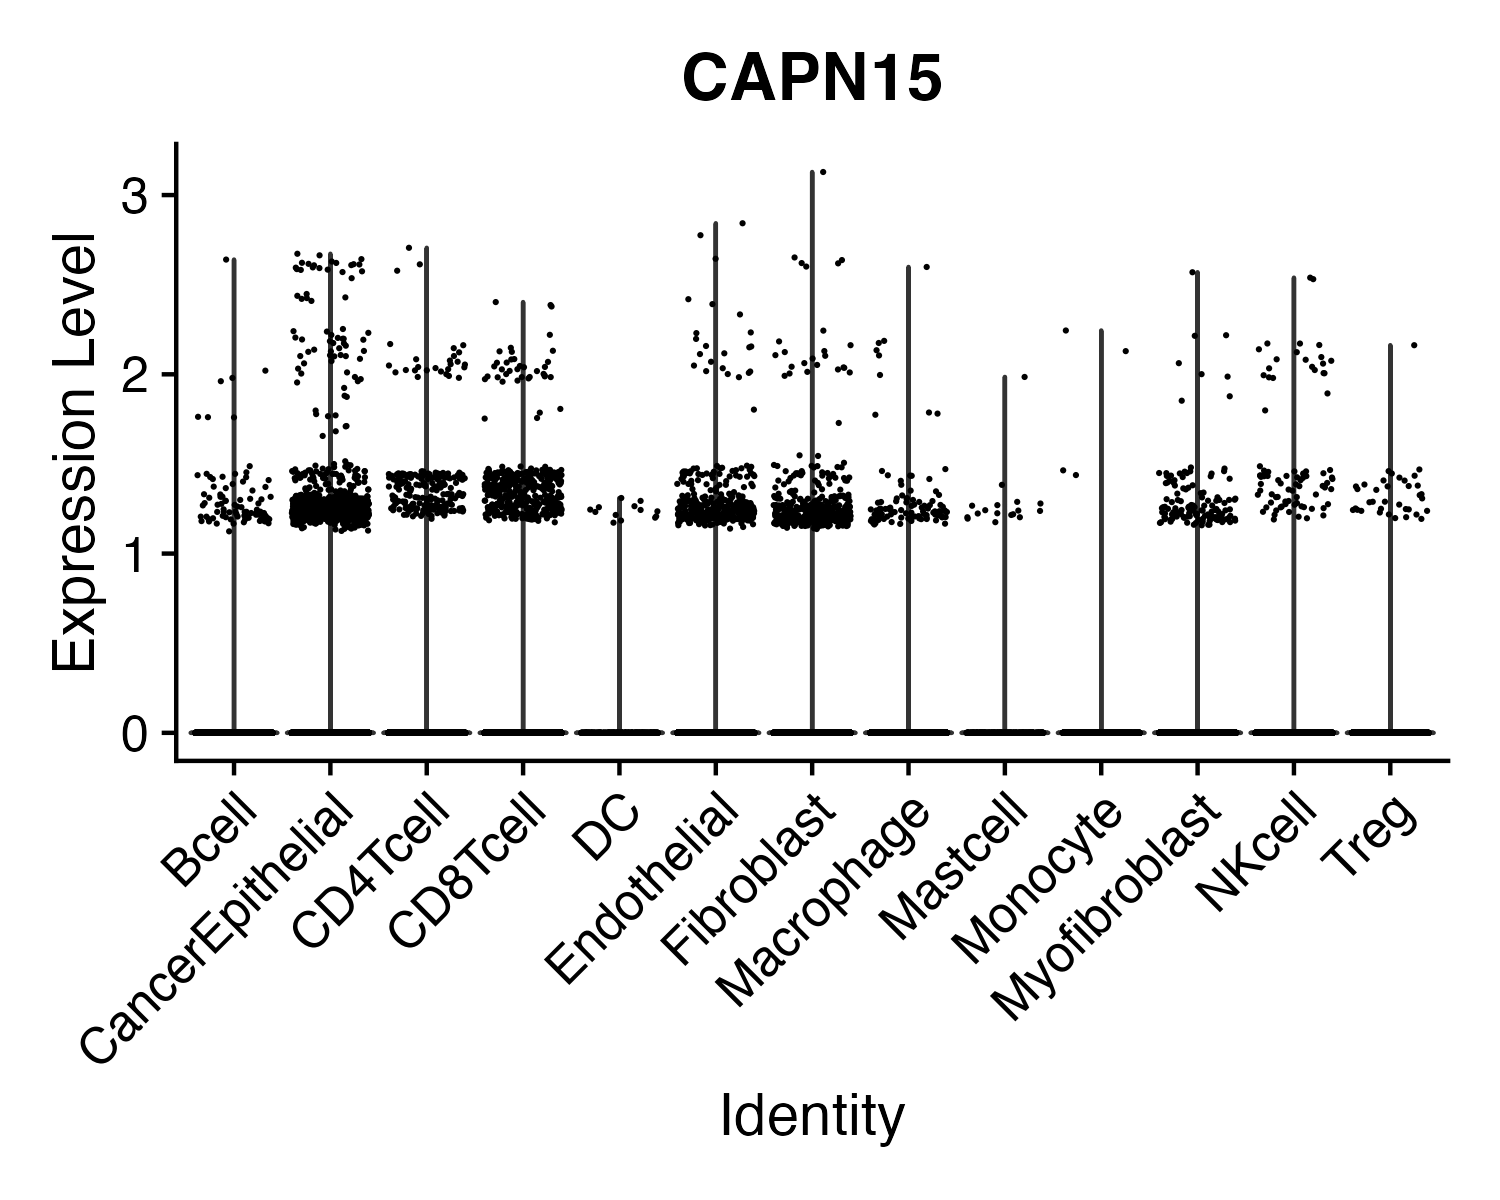 CAPN15
Expression Level
3
2
1
0
Bcell
CancerEpithelial
CD4Tcell
CD8Tcell
DC
Endothelial
Fibroblast
Macrophage
Mastcell
Monocyte
Myofibroblast
NKcell
Treg
Identity